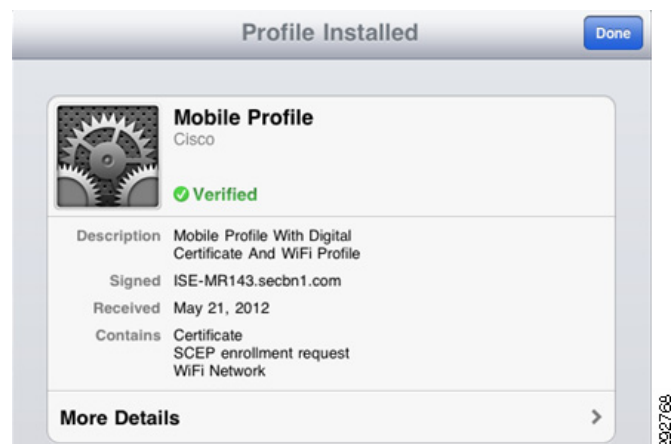 Profile Installed
Done
Mobile Profile
Cisco
Verified
Description Mobile Profile With Digital
Certificate And WiFi Profile
Signed ISE-MR143.secbn1.com
Received May 21, 2012
Contains Certificate
SCEP enrollment request
WiFi Network
More Details